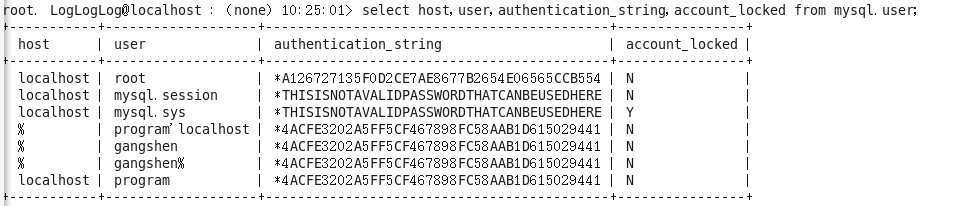 root. LogLogLog@localhost : (none) 10:25:01> select host,user,authentication_string,account_locked from mysql.user;
+-----------+-------------------+-------------------------------------------+----------------+
| host | user | authentication_string | account_locked |
+-----------+-------------------+-------------------------------------------+----------------+
| localhost | root | *A126727135F0D2CE7AE8677B2654E06565CCB554 | N |
| localhost | mysql.session | *THISISNOTAVALIDPASSWORDTHATCANBEUSEDHERE | N |
| localhost | mysql.sys | *THISISNOTAVALIDPASSWORDTHATCANBEUSEDHERE | Y |
| % | program’localhost | *4ACFE3202A5FF5CF467898FC58AAB1D615029441 | N |
| % | gangshen | *4ACFE3202A5FF5CF467898FC58AAB1D615029441 | N |
| % | gangshen% | *4ACFE3202A5FF5CF467898FC58AAB1D615029441 | N |
| localhost | program | *4ACFE3202A5FF5CF467898FC58AAB1D615029441 | N |
+-----------+-------------------+-------------------------------------------+----------------+